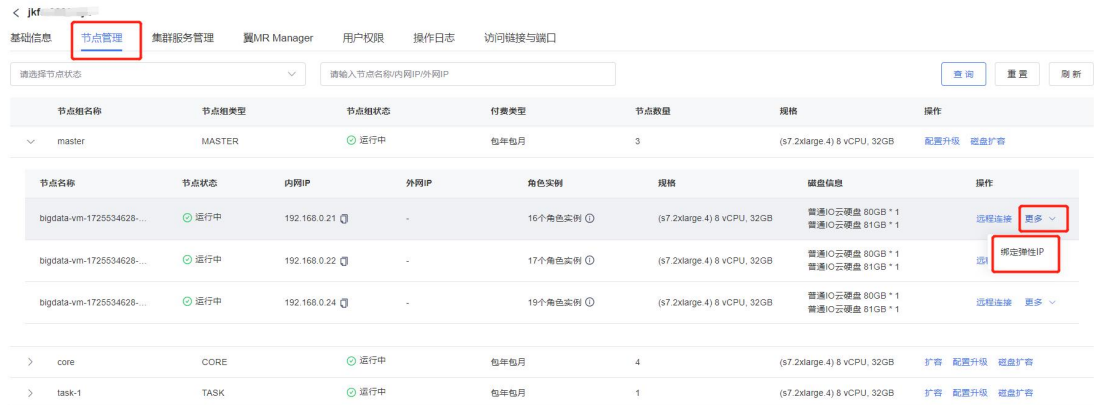 jkf
基础信息 节点管理 集群服务管理 翼MR Manager 用户权限 操作日志 访问链接与端口
请选择节点状态 请输入节点名称/内网IP/外网IP 查询 重置 刷新
节点组名称 节点组类型 节点组状态 付费类型 节点数量 规格 操作
master MASTER 运行中 包年包月 3 (s7.2xlarge.4) 8 vCPU, 32GB 配置升级 磁盘扩容
节点名称 节点状态 内网IP 外网IP 角色实例 规格 磁盘信息 操作
bigdata-vm-1725534628-... 运行中 192.168.0.21 - 16个角色实例 (s7.2xlarge.4) 8 vCPU, 32GB 普通IO云硬盘 80GB * 1 远程连接 更多
普通IO云硬盘 81GB * 1
绑定弹性IP
bigdata-vm-1725534628-... 运行中 192.168.0.22 - 17个角色实例 (s7.2xlarge.4) 8 vCPU, 32GB 普通IO云硬盘 80GB * 1 远
普通IO云硬盘 81GB * 1
bigdata-vm-1725534628-... 运行中 192.168.0.24 - 19个角色实例 (s7.2xlarge.4) 8 vCPU, 32GB 普通IO云硬盘 80GB * 1 远程连接 更多
普通IO云硬盘 81GB * 1
core CORE 运行中 包年包月 4 (s7.2xlarge.4) 8 vCPU, 32GB 扩容 配置升级 磁盘扩容
task-1 TASK 运行中 包年包月 1 (s7.2xlarge.4) 8 vCPU, 32GB 扩容 配置升级 磁盘扩容